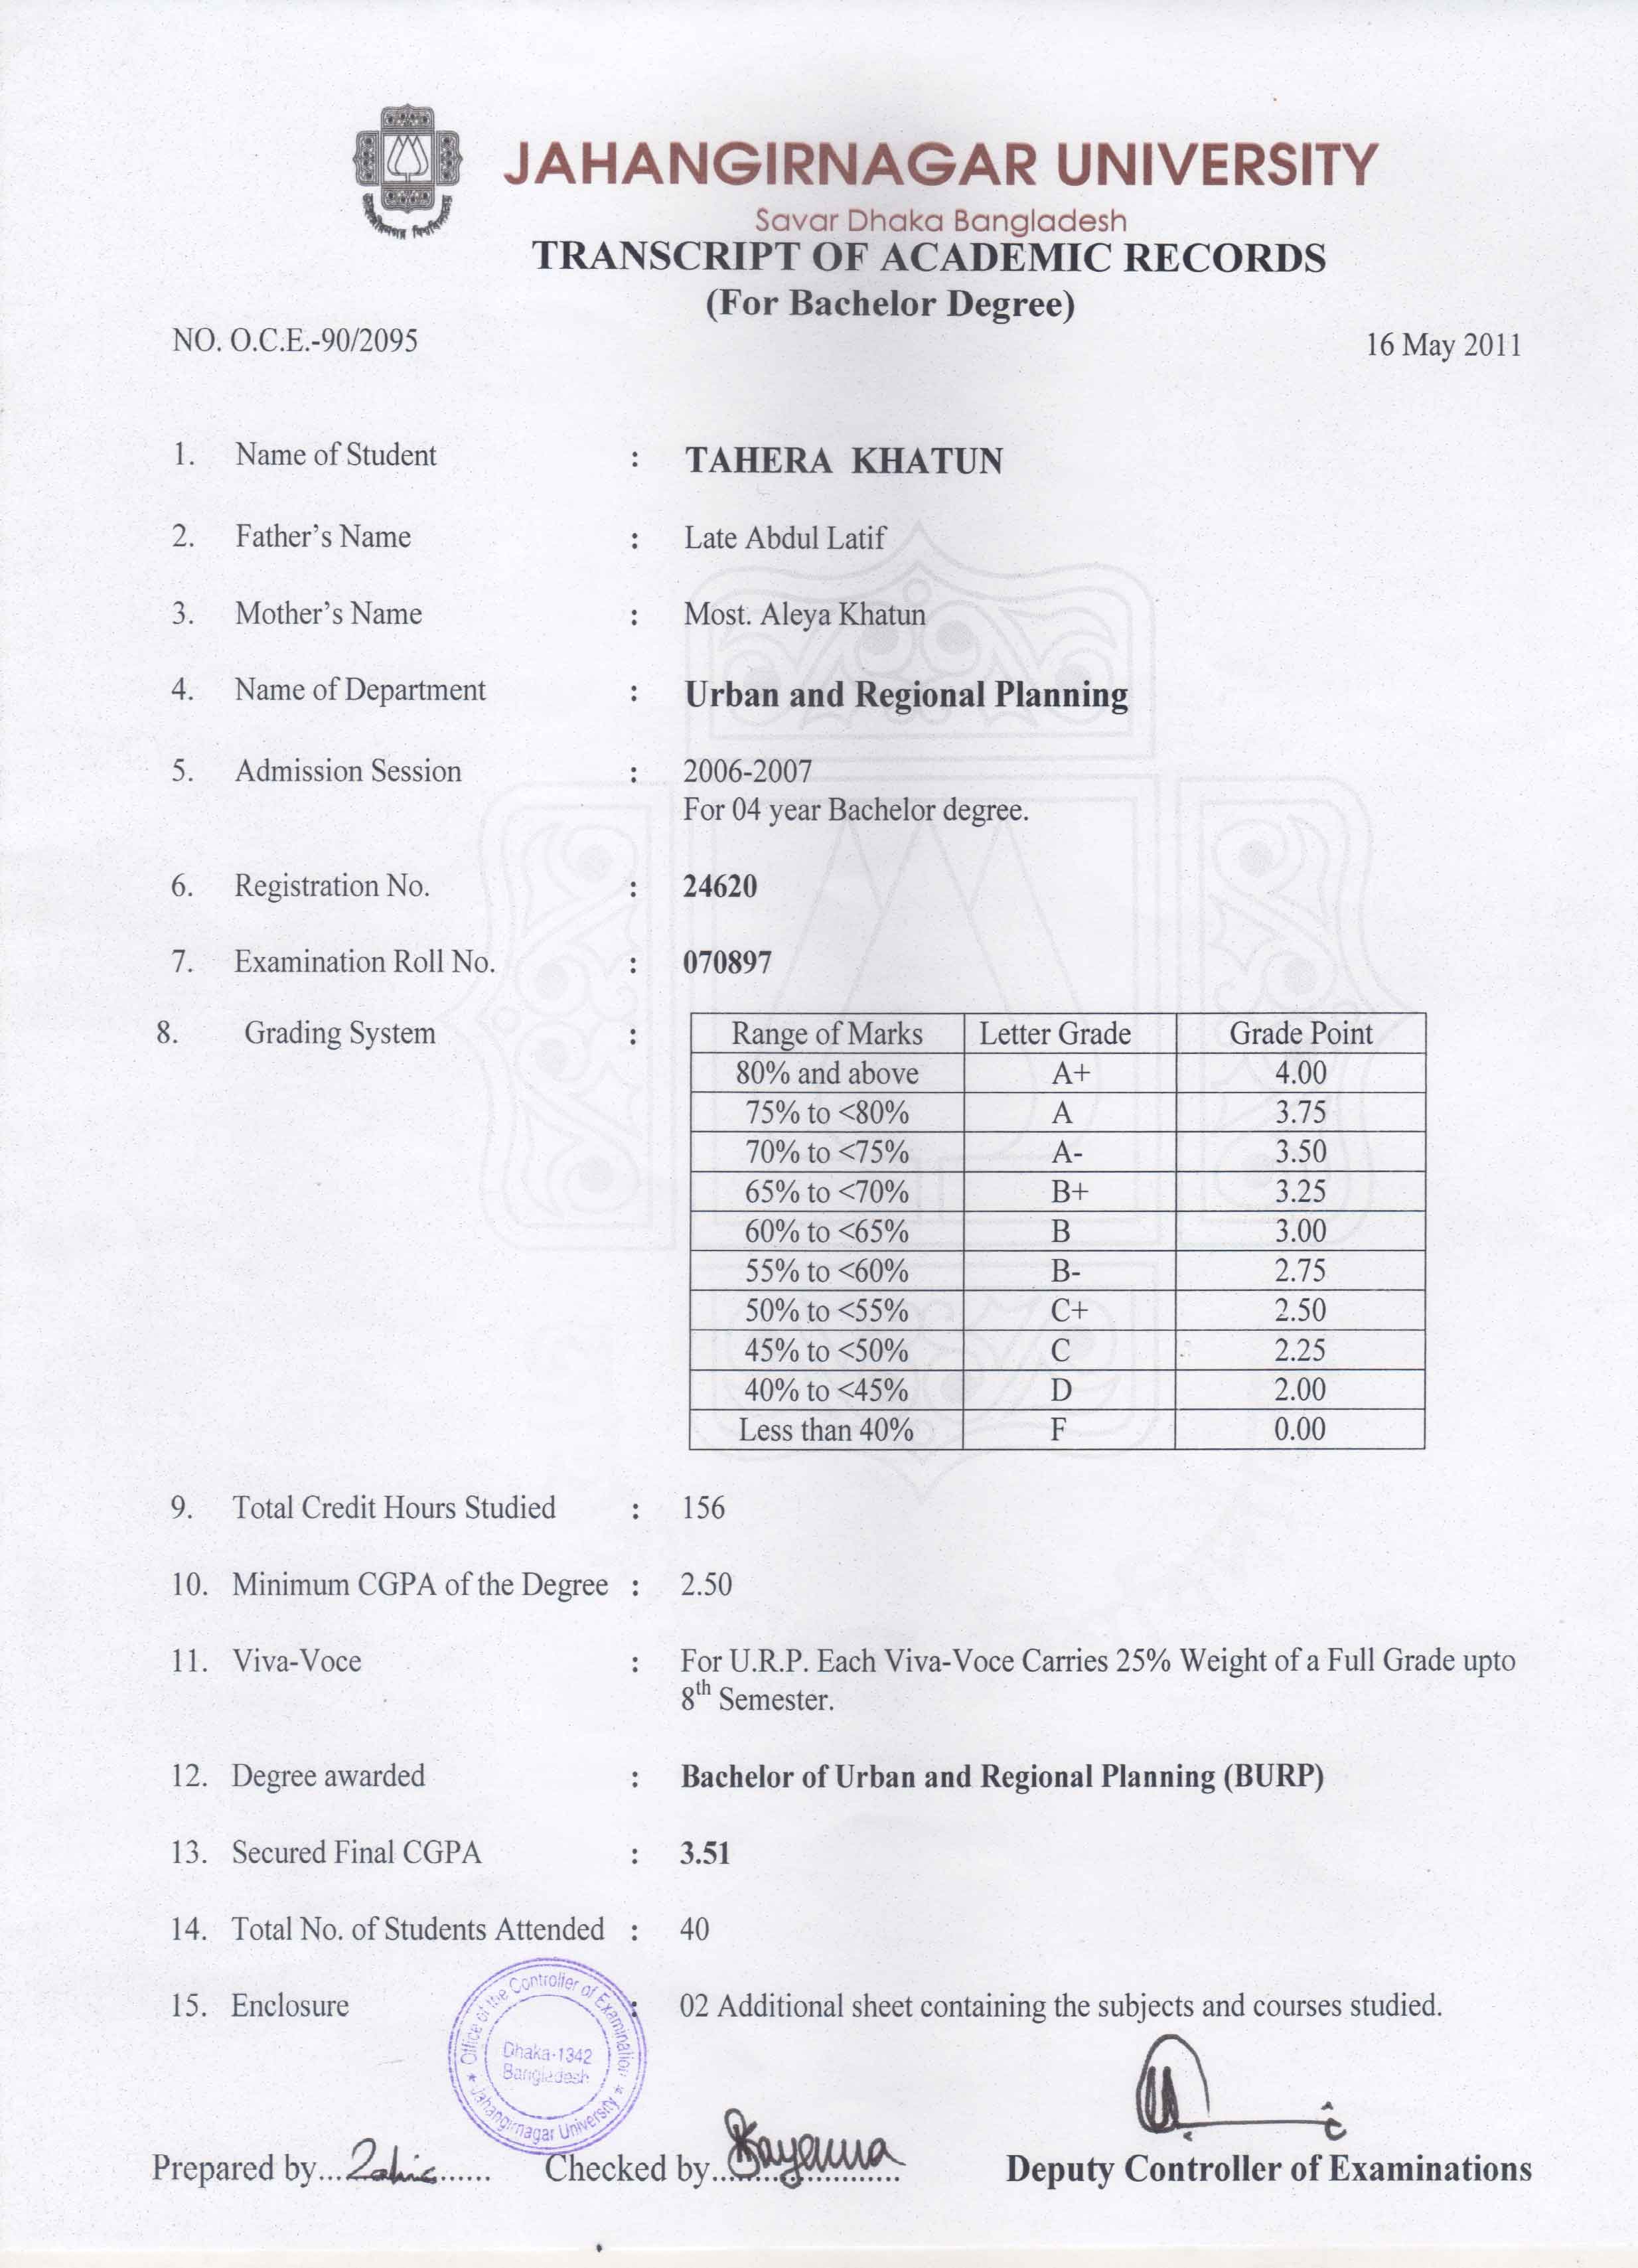 JAHANGIRNAGAR UNIVERSITY
Savar Dhaka Bangladesh
TRANSCRIPT OF ACADEMIC RECORDS
(For Bachelor Degree)
NO. O.C.E.-90/2095 16 May 2011
1. Name of Student : TAHERA KHATUN
2. Father's Name : Late Abdul Latif
3. Mother's Name : Most. Aleya Khatun
4. Name of Department : Urban and Regional Planning
5. Admission Session : 2006-2007
For 04 year Bachelor degree.
6. Registration No. : 24620
7. Examination Roll No. : 070897
8. Grading System :
Range of Marks Letter Grade Grade Point
80% and above A+ 4.00
75% to <80% A 3.75
70% to <75% A- 3.50
65% to <70% B+ 3.25
60% to <65% B 3.00
55% to <60% B- 2.75
50% to <55% C+ 2.50
45% to <50% C 2.25
40% to <45% D 2.00
Less than 40% F 0.00
9. Total Credit Hours Studied : 156
10. Minimum CGPA of the Degree : 2.50
11. Viva-Voce : For U.R.P. Each Viva-Voce Carries 25% Weight of a Full Grade upto
8th Semester.
12. Degree awarded : Bachelor of Urban and Regional Planning (BURP)
13. Secured Final CGPA : 3.51
14. Total No. of Students Attended : 40
15. Enclosure : 02 Additional sheet containing the subjects and courses studied.
Office of the Controller of Examination
Dhaka-1342
Bangladesh
Jahangirnagar University
Prepared by
Checked by
Deputy Controller of Examinations